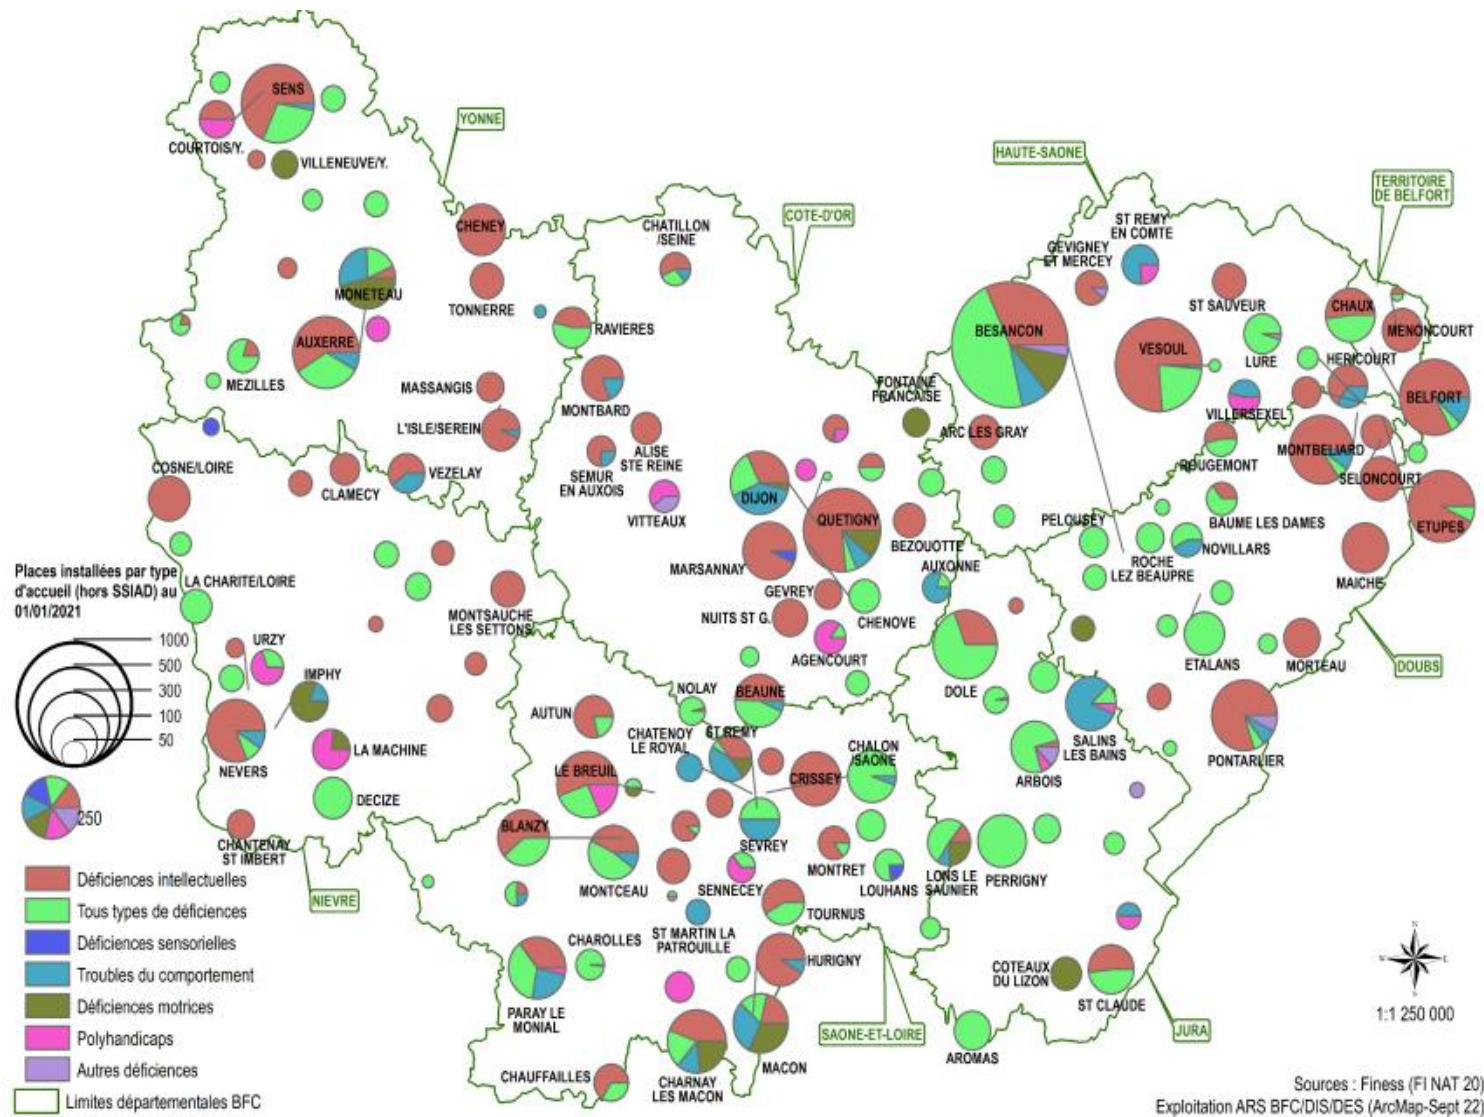 SENS
COURTOIS/Y.
VILLENEUVE/Y.
YONNE
HAUTE-SAONE
TERRITOIRE
DE BELFORT
COTE-D'OR
CHENEY
CHATILLON
/SEINE
ST REMY
EN COMTE
GEVIGNEY
ET MERCEY
MONETEAU
TONNERRE
ST SAUVEUR
CHAUX
MENONCOURT
RAVIERES
BESANCON
VESOUL
LURE
AUXERRE
MEZILLES
MASSANGIS
MONTBARD
FONTAINE
FRANCAISE
HERICOURT
BELFORT
VILLERSEXEL
L'ISLE/SEREIN
ALISE
STE REINE
ARC LES GRAY
SEMUR
EN AUXOIS
ROUGEMONT
MONTBELIARD
SELONCOURT
COSNE/LOIRE
CLAMECY
VEZELAY
VITTEAUX
DIJON
QUETIGNY
BEZOUOTTE
PELOUSEY
BAUME LES DAMES
ETUPES
NOVILLARS
ROCHE
LEZ BEAUPRE
MAICHE
MARSANNAY
AUXONNE
GEVREY
NUITS ST G.
CHENOVE
AGENCOURT
Places installées par type
d'accueil (hors SSIAD) au
01/01/2021
1000
500
300
100
50
250
LA CHARITE/LOIRE
MONTSAUCHE
LES SETTONS
URZY
IMPHY
NEVERS
LA MACHINE
DECIZE
CHANTENAY
ST IMBERT
NIEVRE
ETALANS
MORTEAU
DOUBS
DOLE
NOLAY
BEAUNE
AUTUN
CHATENOY
LE ROYAL
ST REMY
CHALON
/SAONE
CRISSEY
LE BREUIL
SALINS
LES BAINS
ARBOIS
PONTARLIER
BLANZY
MONTCEAU
SEVREY
SENNECEY
MONTRET
LOUHANS
LONS LE
SAUNIER
PERRIGNY
TOURNUS
ST MARTIN LA
PATROUILLE
CHAROLLES
HURIGNY
PARAY LE
MONIAL
COTEAUX
DU LIZON
ST CLAUDE
SAONE-ET-LOIRE
JURA
AROMAS
MACON
CHARNAY
LES MACON
CHAUFFAILLES
Déficiences intellectuelles
Tous types de déficiences
Déficiences sensorielles
Troubles du comportement
Déficiences motrices
Polyhandicaps
Autres déficiences
Limites départementales BFC
1:1 250 000
Sources : Finess (FI NAT 20)
Exploitation ARS BFC/DIS/DES (ArcMap-Sept 22)